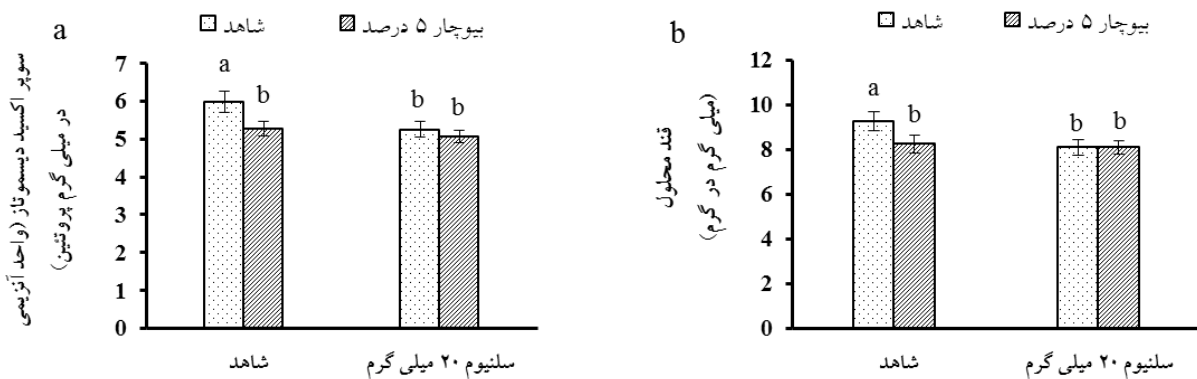 a
شاهد
بیوچار ۵ درصد
سوپر اکسید دیسموتاز (واحد آنزیمی
در میلی گرم پروتئین)
7
6
5
4
3
2
1
0
a
b
b
b
شاهد
سلنیوم ۲۰ میلی گرم
b
شاهد
بیوچار ۵ درصد
قند محلول
(میلی گرم در گرم)
12
10
8
6
4
2
0
a
b
b
b
شاهد
سلنیوم ۲۰ میلی گرم